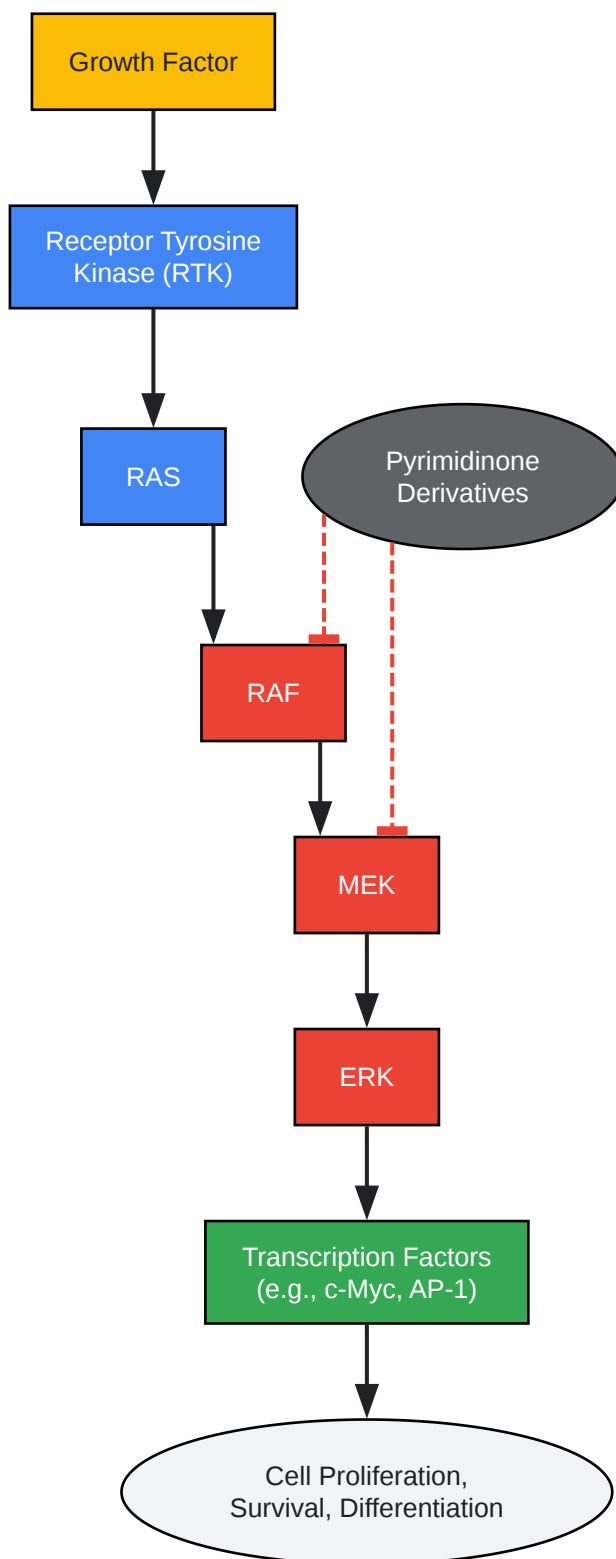 Growth Factor
Receptor Tyrosine
Kinase (RTK)
RAS
Pyrimidinone
Derivatives
RAF
MEK
ERK
Transcription Factors
(e.g., c-Myc, AP-1)
Cell Proliferation,
Survival, Differentiation